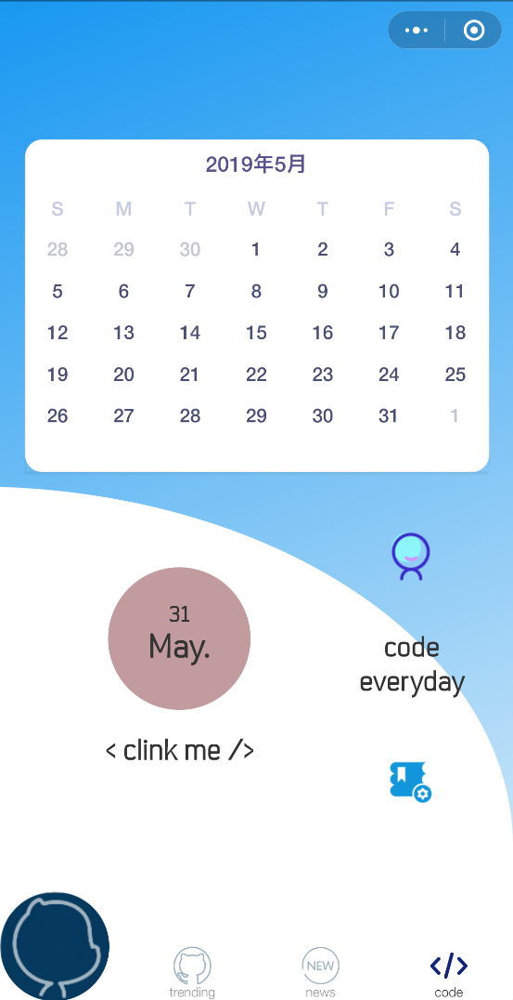 2019年5月
S M T W T F S
28 29 30 1 2 3 4
5 6 7 8 9 10 11
12 13 14 15 16 17 18
19 20 21 22 23 24 25
26 27 28 29 30 31 1
31
May.
< clink me />
code
everyday
NEW
trending
news
</>
code